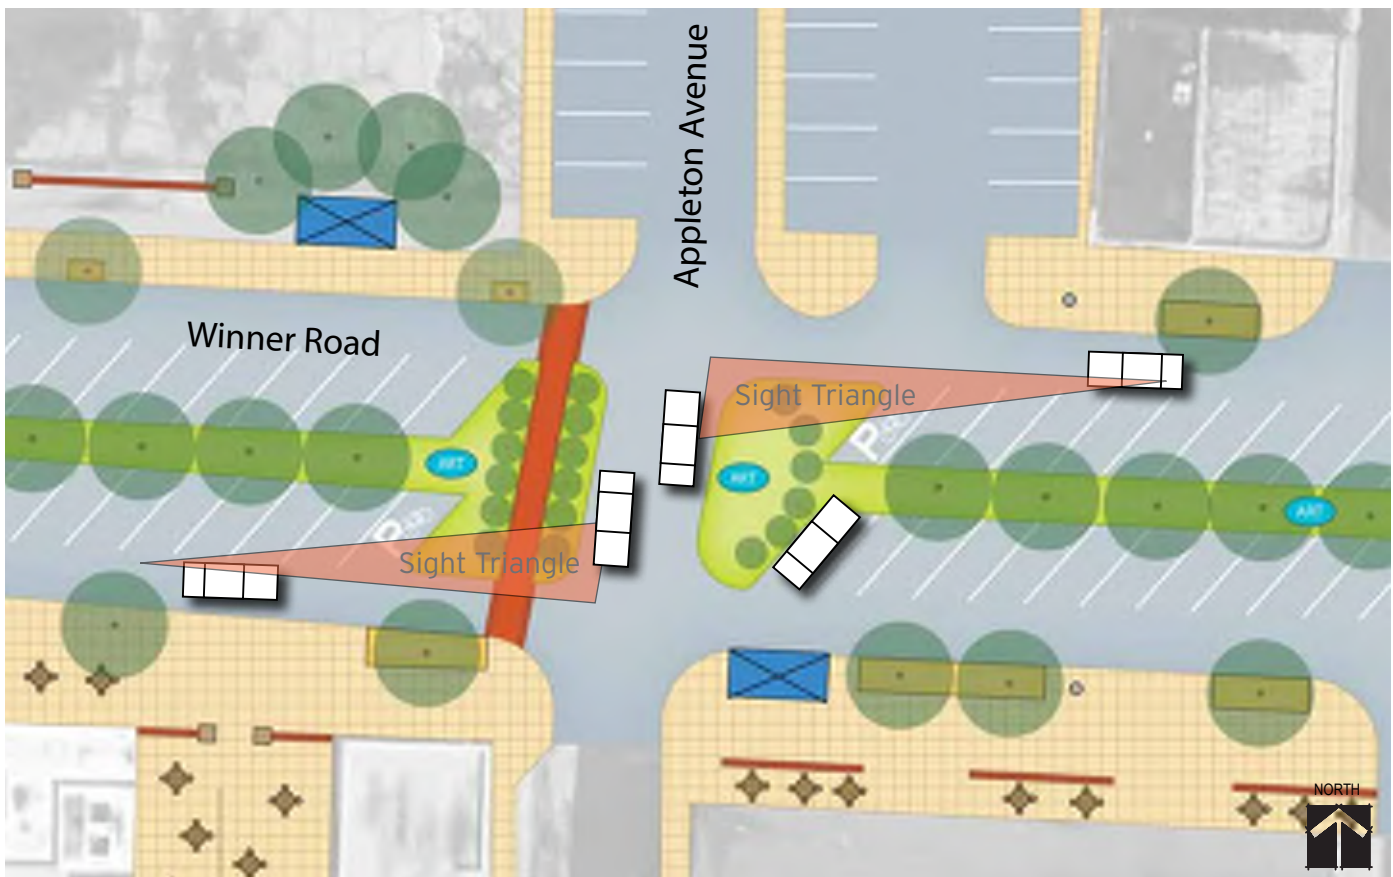 Appleton Avenue
Winner Road
Sight Triangle
ART
ART
ART
Sight Triangle
NORTH